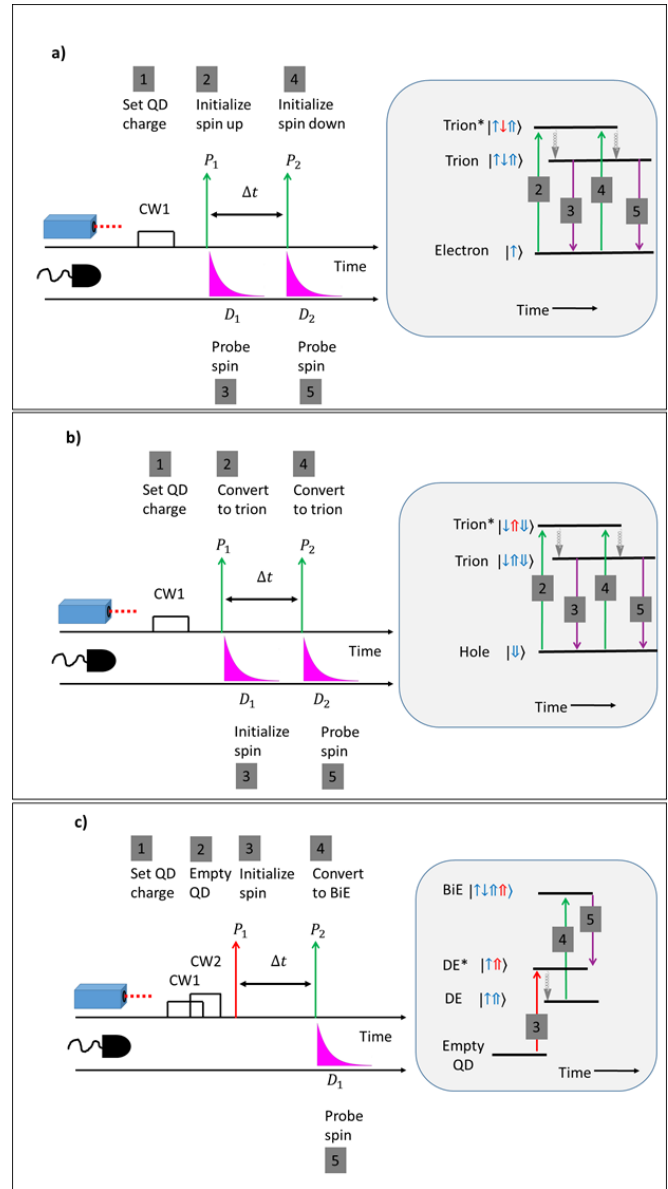 a)
1 2 4
Set QD Initialize Initialize
charge spin up spin down
P₁ P₂
Δt
CW1
Time
D₁ D₂
Probe Probe
spin spin
3 5
Trion* |↑↓⇑⟩
Trion |↑↓⇑⟩
2 3 4 5
Electron |↑⟩
Time
b)
1 2 4
Set QD Convert Convert
charge to trion to trion
P₁ P₂
Δt
CW1
Time
D₁ D₂
Initialize Probe
spin spin
3 5
Trion* |↓⇑⇓⟩
Trion |↓⇑⇓⟩
2 3 4 5
Hole |⇓⟩
Time
c)
1 2 3 4
Set QD Empty Initialize Convert
charge QD spin to BiE
P₁ P₂
Δt
CW2
CW1
Time
D₁
Probe
spin
5
BiE |↑↓⇑⇑⟩
5
4
DE* |↑⇑⟩
DE |↑⇑⟩
3
Empty
QD
Time